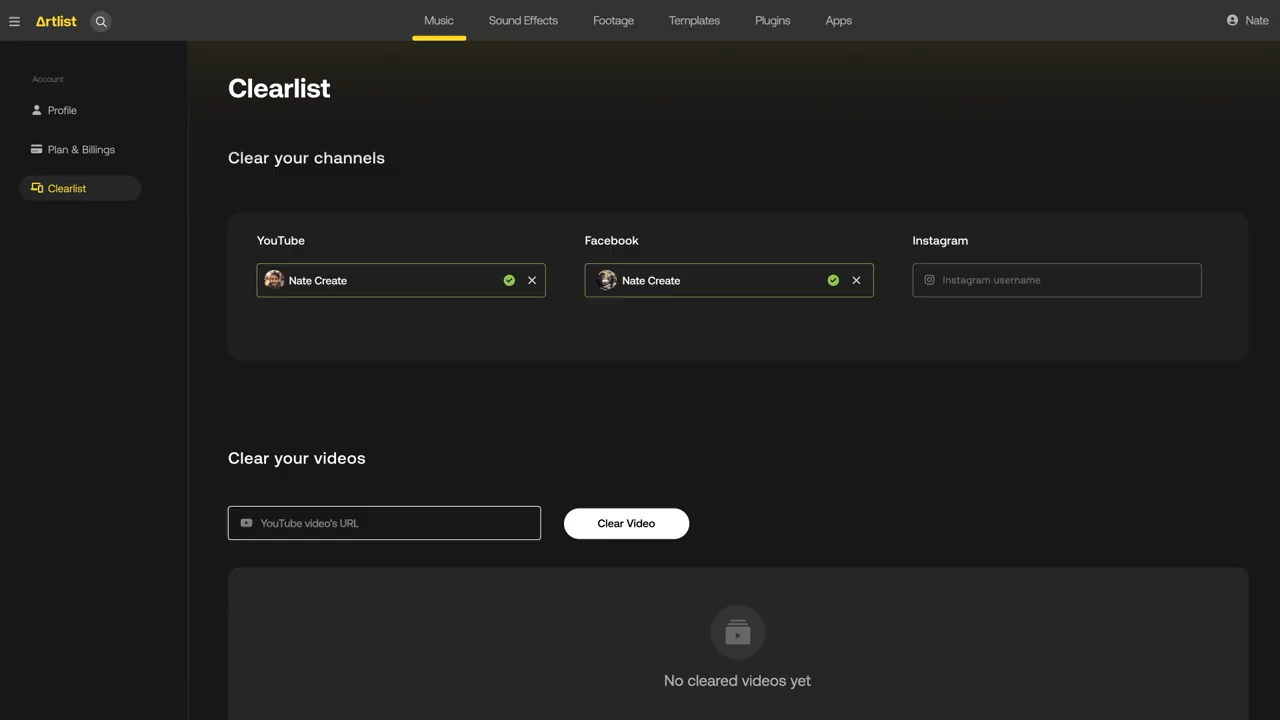 Artlist
Music
Sound Effects
Footage
Templates
Plugins
Apps
Nate
Account
Profile
Plan & Billings
Clearlist
Clearlist
Clear your channels
YouTube
Facebook
Instagram
Nate Create
Nate Create
Instagram username
Clear your videos
YouTube video's URL
Clear Video
No cleared videos yet